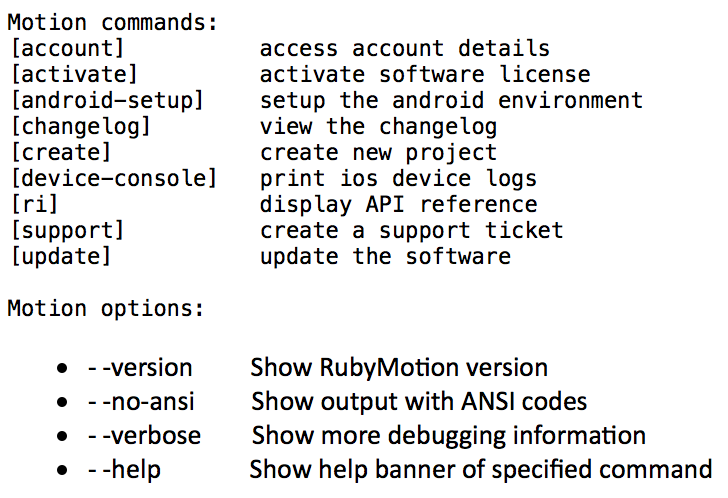 Motion commands:
[account] access account details
[activate] activate software license
[android-setup] setup the android environment
[changelog] view the changelog
[create] create new project
[device-console] print ios device logs
[ri] display API reference
[support] create a support ticket
[update] update the software
Motion options:
• - -version Show RubyMotion version
• - -no-ansi Show output with ANSI codes
• - -verbose Show more debugging information
• - -help Show help banner of specified command